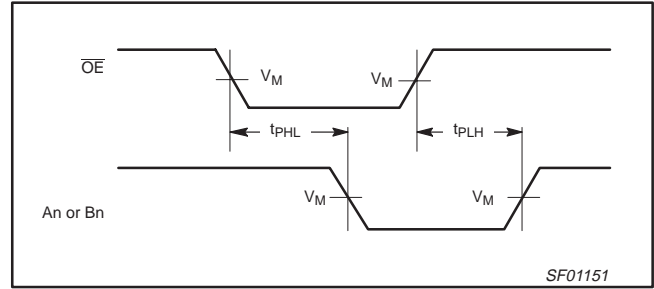 OE
VM VM
tPHL tPLH
VM VM
An or Bn
SF01151